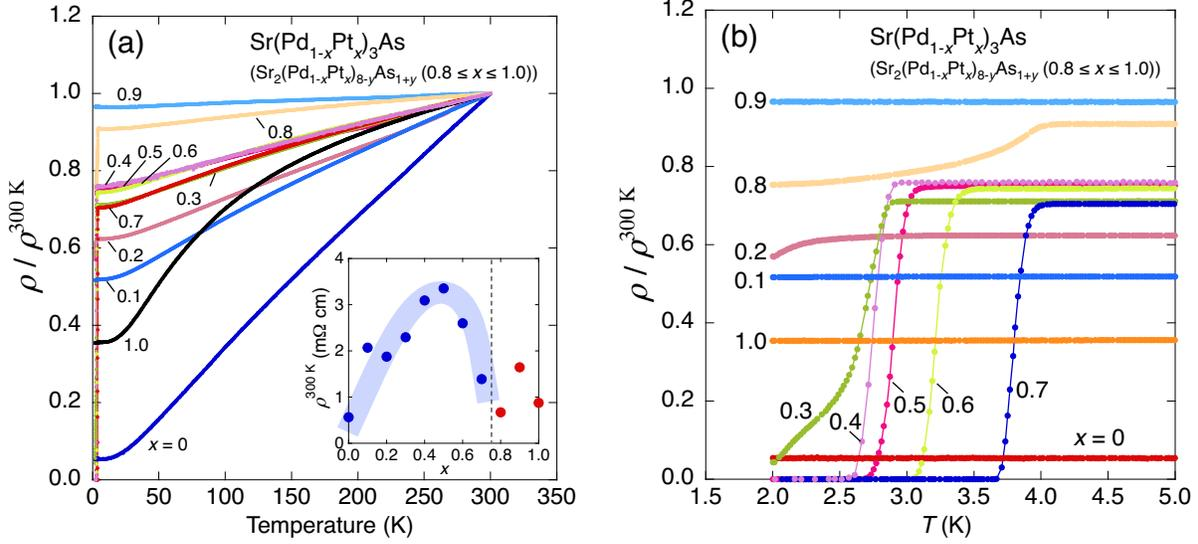 (a)
Sr(Pd1-xPtx)3As
(Sr2(Pd1-xPtx)8-yAs1+y (0.8 ≤ x ≤ 1.0))
1.2
1.0
0.8
0.6
0.4
0.2
0.0
ρ / ρ300 K
0.9
0.8
0.4
0.5
0.6
0.3
0.7
0.2
0.1
1.0
x = 0
4
3
2
1
0
ρ300 K (mΩ cm)
0.0 0.2 0.4 0.6 0.8 1.0
x
0 50 100 150 200 250 300 350
Temperature (K)
(b)
Sr(Pd1-xPtx)3As
(Sr2(Pd1-xPtx)8-yAs1+y (0.8 ≤ x ≤ 1.0))
1.2
1.0
0.8
0.6
0.4
0.2
0.0
ρ / ρ300 K
0.9
0.8
0.2
0.1
1.0
0.3
0.4
0.5
0.6
0.7
x = 0
1.5 2.0 2.5 3.0 3.5 4.0 4.5 5.0
T (K)